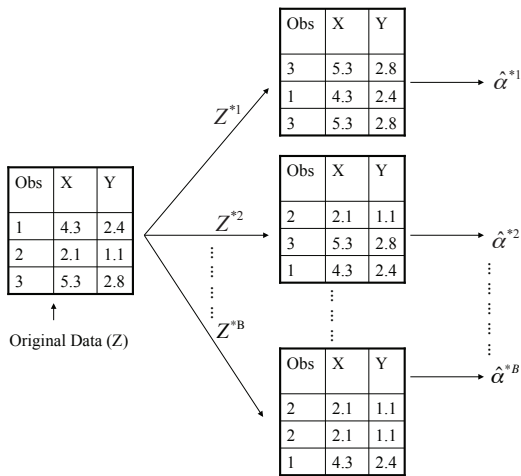 Obs X Y
3 5.3 2.8
1 4.3 2.4
3 5.3 2.8
Z*1
α̂*1
Obs X Y
1 4.3 2.4
2 2.1 1.1
3 5.3 2.8
Original Data (Z)
Z*2
Obs X Y
2 2.1 1.1
3 5.3 2.8
1 4.3 2.4
α̂*2
Z*B
Obs X Y
2 2.1 1.1
2 2.1 1.1
1 4.3 2.4
α̂*B